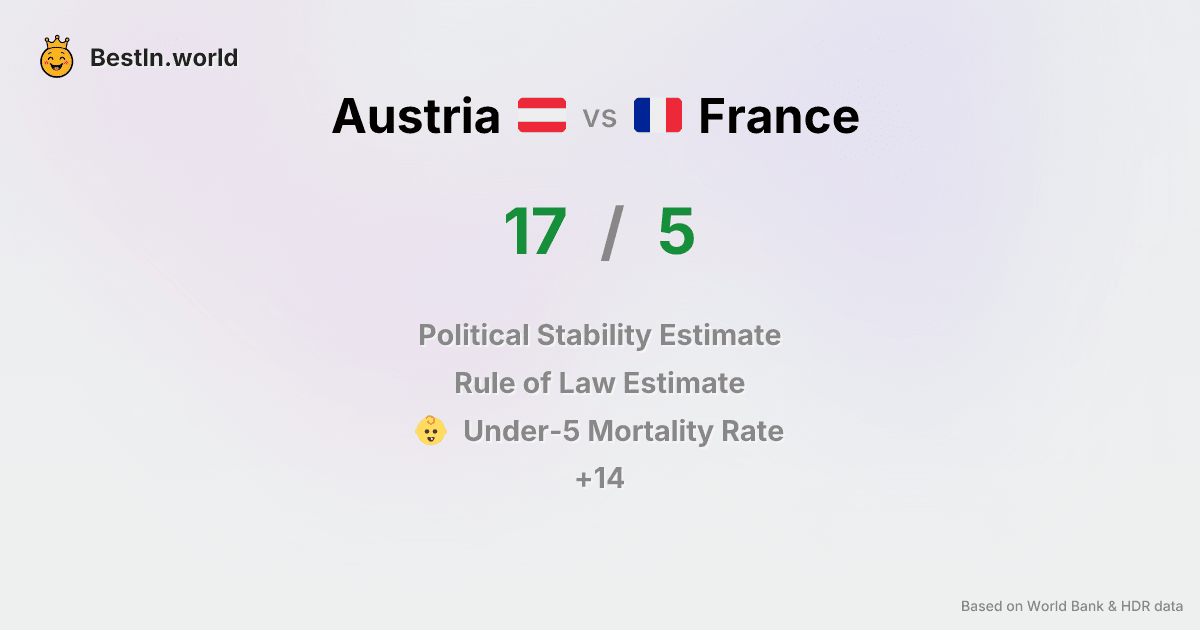 BestIn.world
Austria vs France
17 / 5
Political Stability Estimate
Rule of Law Estimate
Under-5 Mortality Rate
+14
Based on World Bank & HDR data